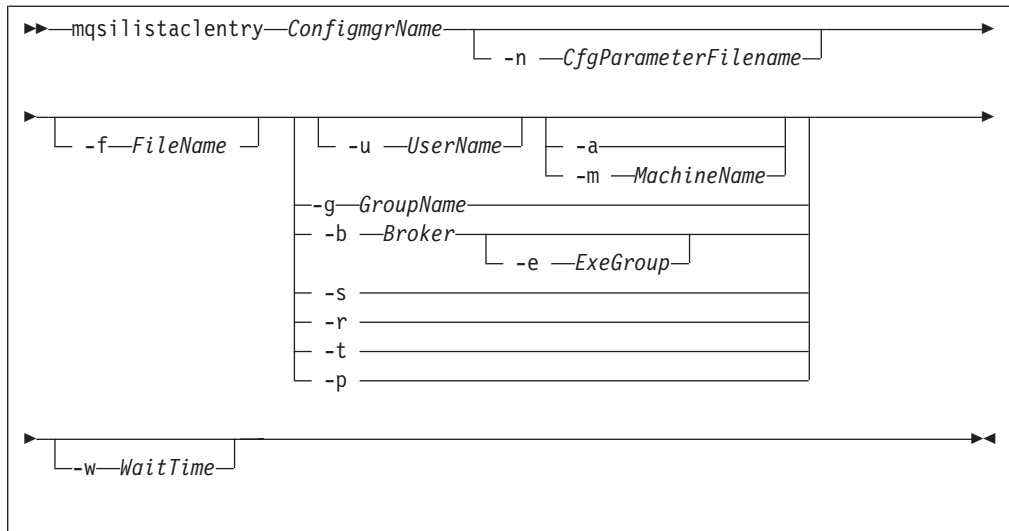 mqsilistaclentry ConfigmgrName
-n CfgParameterFilename
-f FileName
-u UserName
-a
-m MachineName
-g GroupName
-b Broker
-e ExeGroup
-s
-r
-t
-p
-w WaitTime